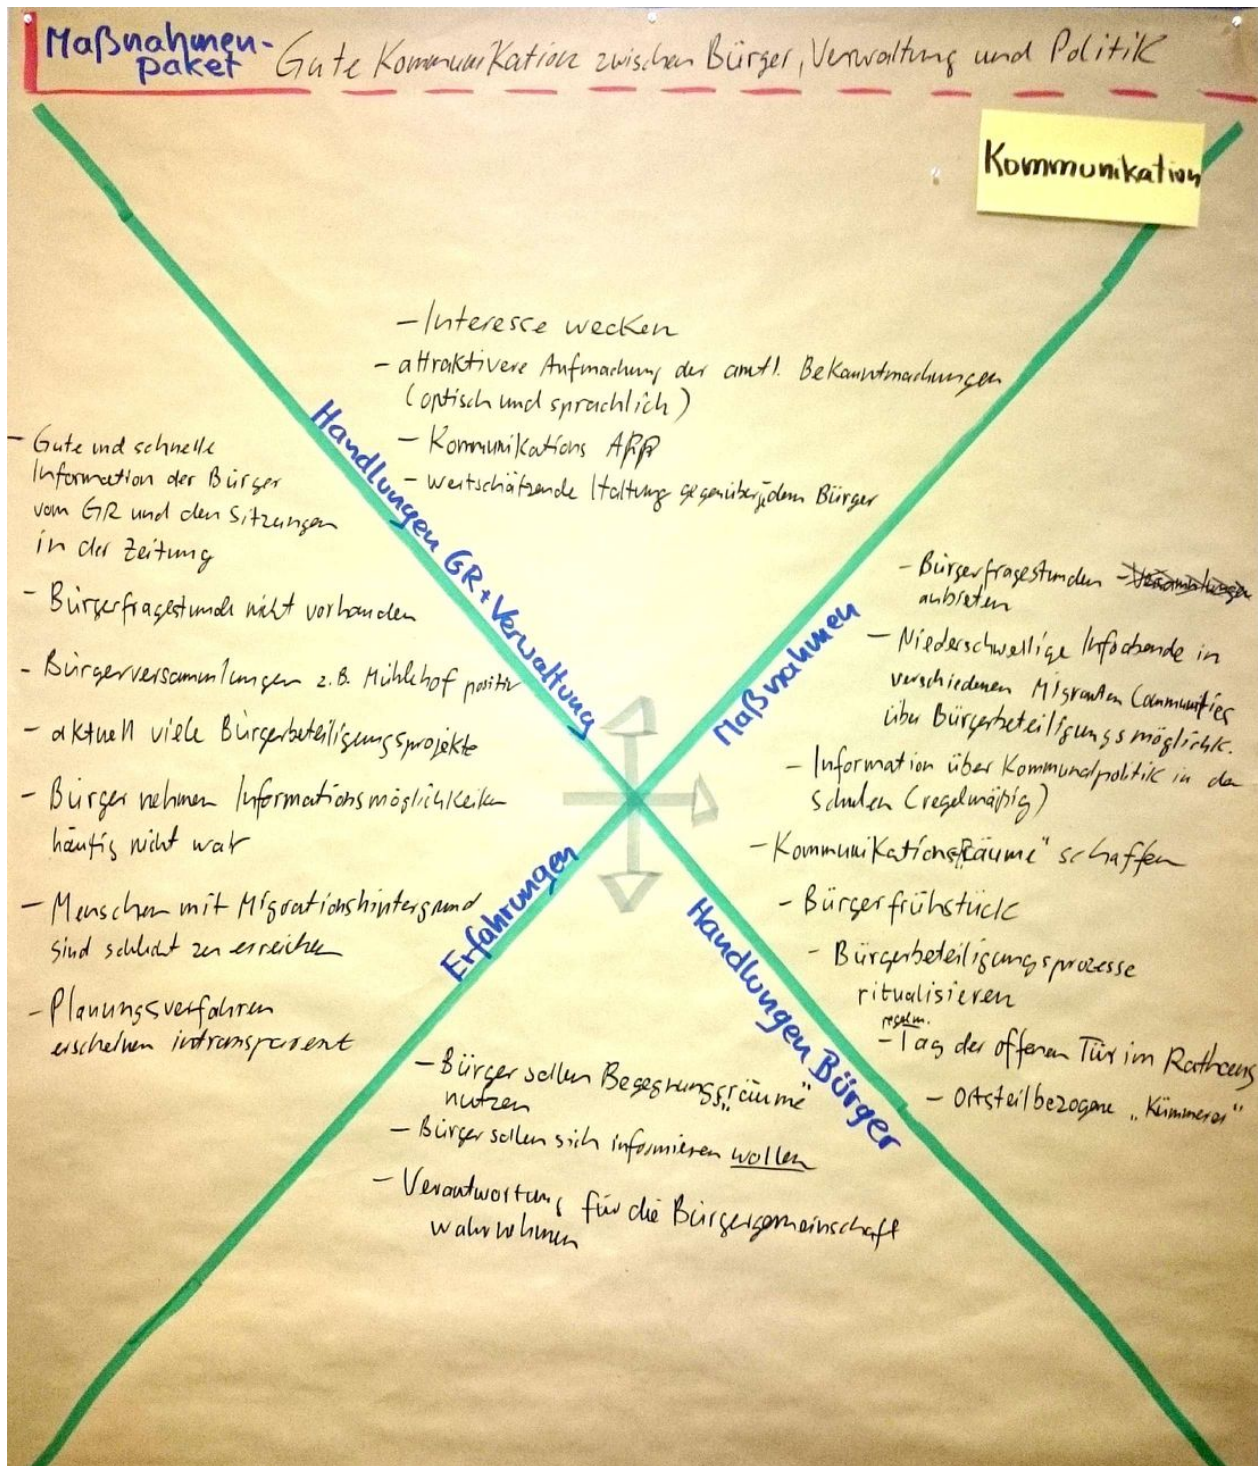 Maßnahmen-
paket
Gute Kommunikation zwischen Bürger, Verwaltung und Politik
Kommunikation
Handlungen GR + Verwaltung
- Interesse wecken
- attraktivere Aufmachung der amtl. Bekanntmachungen
(optisch und sprachlich)
- Kommunikations APP
- wertschätzende Haltung gegenüber jedem Bürger
Erfahrungen
- Gute und schnelle
Information der Bürger
vom GR und den Sitzungen
in der Zeitung
- Bürgerfragestunde nicht vorhanden
- Bürgerversammlungen z.B. Mühlhof positiv
- aktuell viele Bürgerbeteiligungsprojekte
- Bürger nehmen Informationsmöglichkeiten
häufig nicht war
- Menschen mit Migrationshintergrund
sind schlecht zu erreichen
- Planungsverfahren
erscheinen intransparent
Maßnahmen
- Bürgerfragestunden -
anbieten
- Niederschwellige Infoabende in
verschiedenen Migranten Communities
über Bürgerbeteiligungsmöglichk.
- Information über Kommunalpolitik in den
Schulen (regelmäßig)
- Kommunikations„Räume“ schaffen
- Bürgerfrühstück
- Bürgerbeteiligungsprozesse
ritualisieren
regelm.
- Tag der offenen Tür im Rathaus
- Ortsteilbezogene „Kümmerer“
Handlungen Bürger
- Bürger sollen Begegnungs„räume“
nutzen
- Bürger sollen sich informieren wollen
- Verantwortung für die Bürgergemeinschaft
wahrnehmen